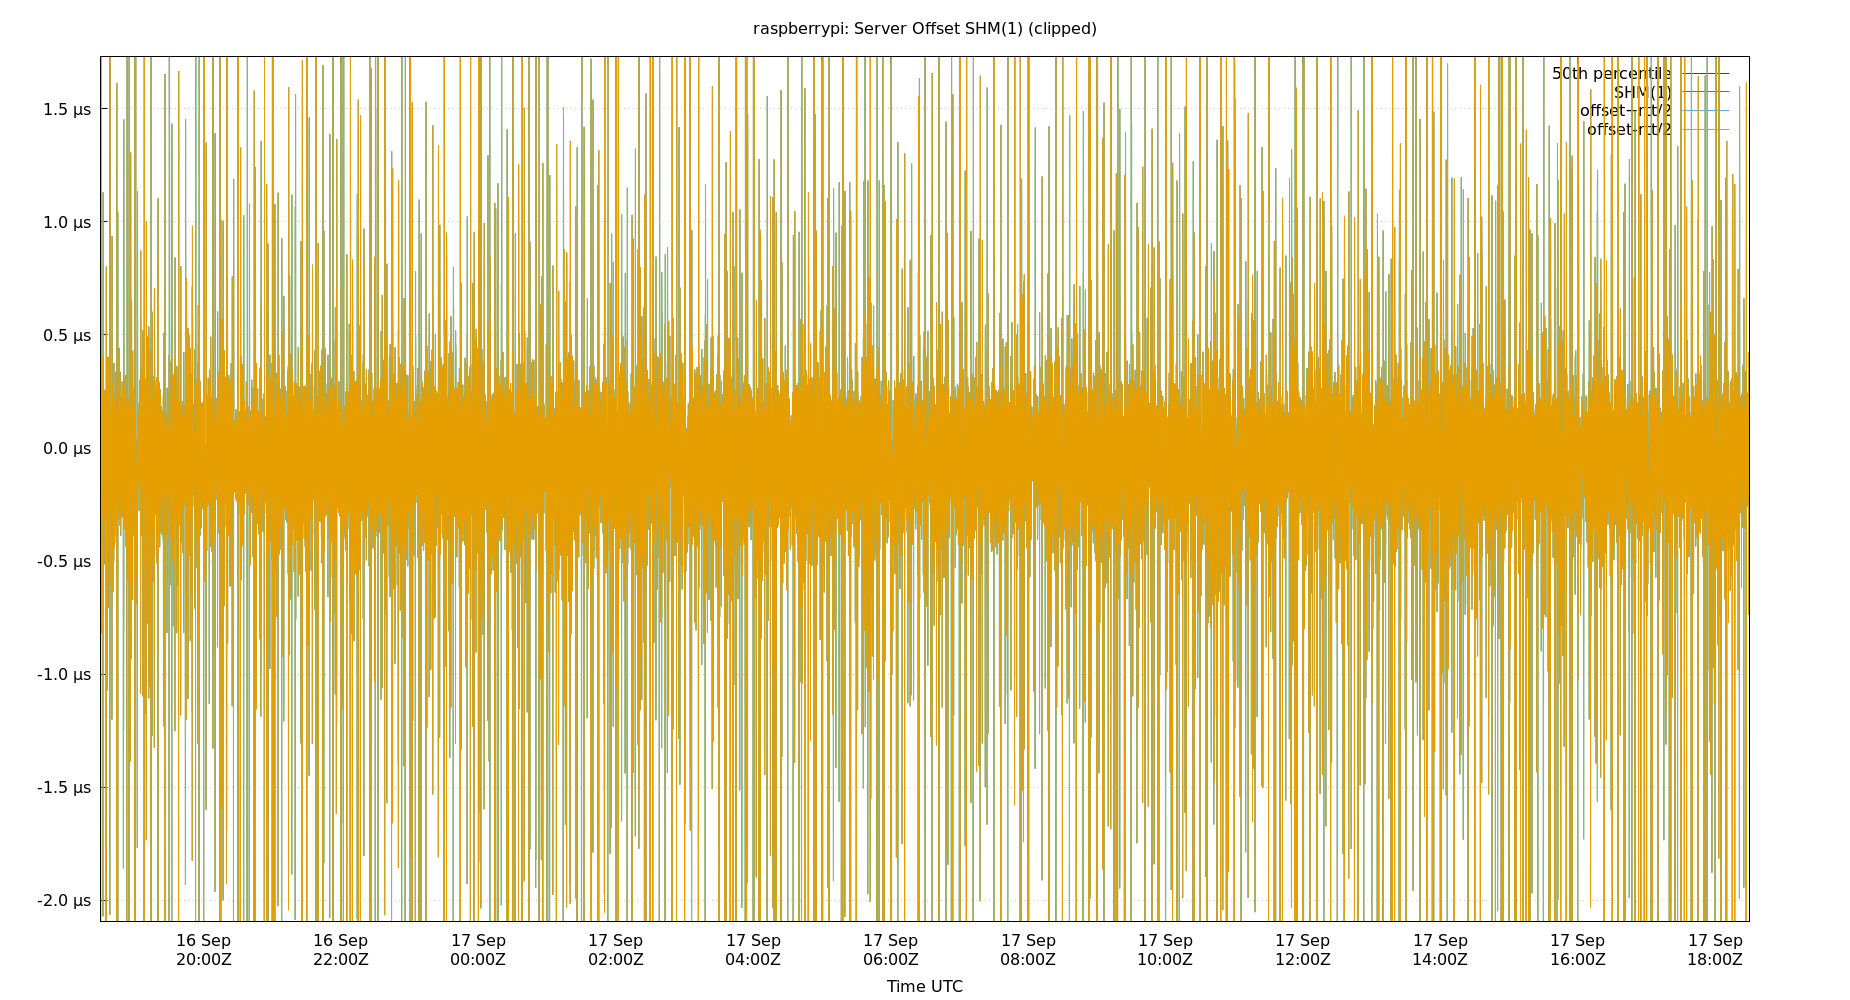 raspberrypi: Server Offset SHM(1) (clipped)
50th percentile
SHM(1)
offset+rtt/2
offset-rtt/2
1.5 µs
1.0 µs
0.5 µs
0.0 µs
-0.5 µs
-1.0 µs
-1.5 µs
-2.0 µs
16 Sep 16 Sep 17 Sep 17 Sep 17 Sep 17 Sep 17 Sep 17 Sep 17 Sep 17 Sep 17 Sep 17 Sep
20:00Z 22:00Z 00:00Z 02:00Z 04:00Z 06:00Z 08:00Z 10:00Z 12:00Z 14:00Z 16:00Z 18:00Z
Time UTC